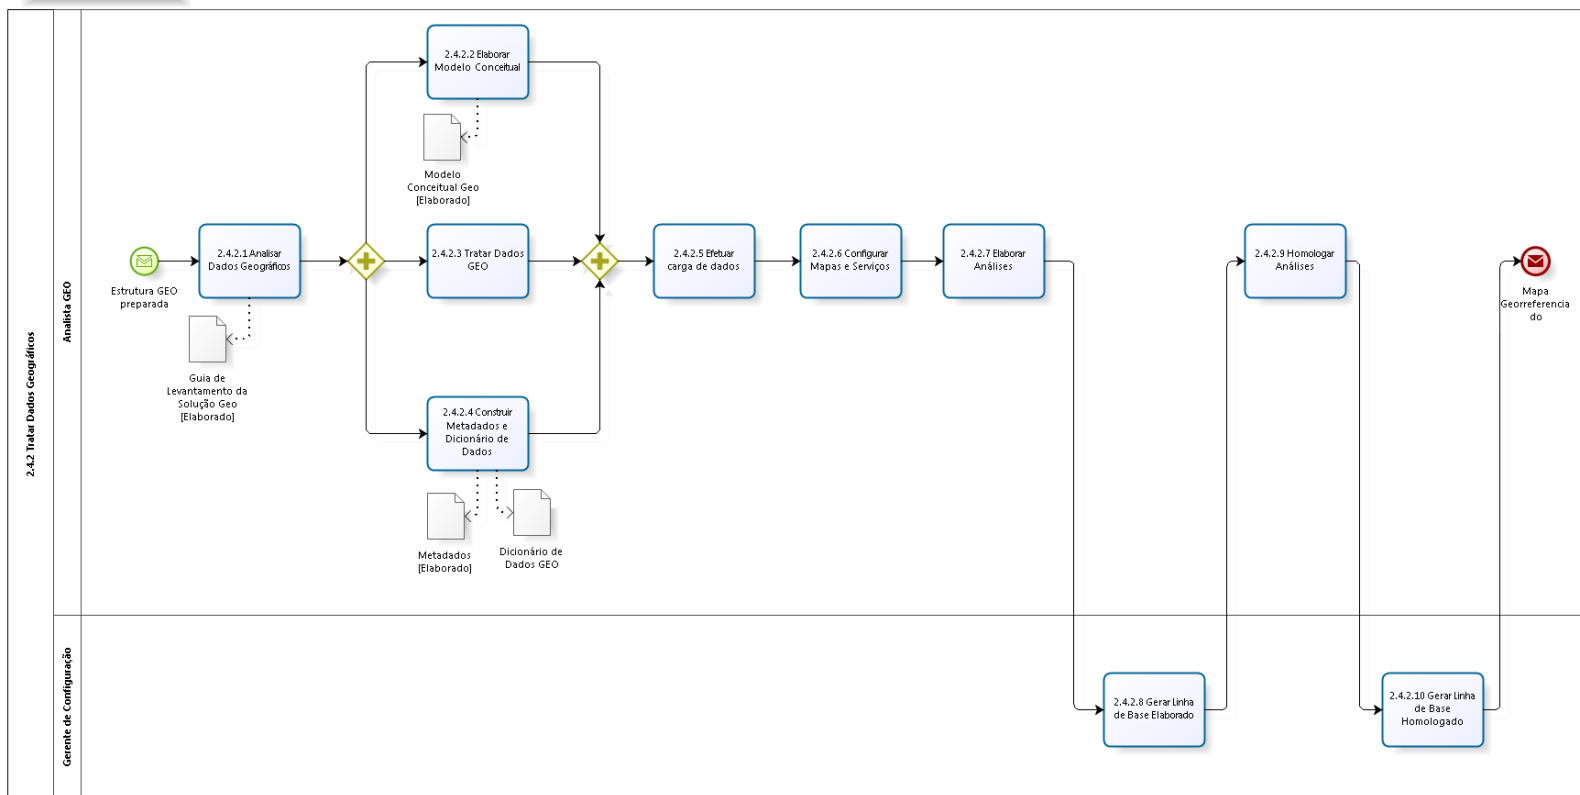 2.4.2 Tratar Dados Geográficos
Analista GEO
Estrutura GEO
preparada
2.4.2.1 Analisar
Dados Geográficos
Guia de
Levantamento da
Solução Geo
[Elaborado]
2.4.2.2 Elaborar
Modelo Conceitual
Modelo
Conceitual Geo
[Elaborado]
2.4.2.3 Tratar Dados
GEO
2.4.2.4 Construir
Metadados e
Dicionário de
Dados
Metadados
[Elaborado]
Dicionário de
Dados GEO
2.4.2.5 Efetuar
carga de dados
2.4.2.6 Configurar
Mapas e Serviços
2.4.2.7 Elaborar
Análises
2.4.2.9 Homologar
Análises
Mapa
Georreferencia
do
Gerente de Configuração
2.4.2.8 Gerar Linha
de Base Elaborado
2.4.2.10 Gerar Linha
de Base
Homologado